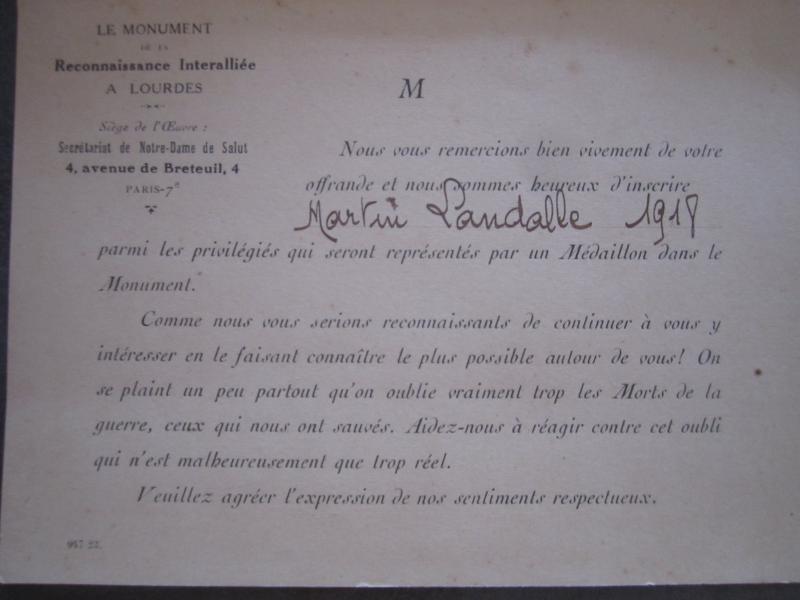 LE MONUMENT
DE LA
Reconnaissance Interalliée
A LOURDES
Siège de l'Œuvre :
Secrétariat de Notre-Dame de Salut
4, avenue de Breteuil, 4
PARIS-7e
M
Nous vous remercions bien vivement de votre
offrande et nous sommes heureux d'inscrire
Martin Landalle 1917
parmi les privilégiés qui seront représentés par un Médaillon dans le
Monument.
Comme nous vous serions reconnaissants de continuer à vous y
intéresser en le faisant connaître le plus possible autour de vous! On
se plaint un peu partout qu'on oublie vraiment trop les Morts de la
guerre, ceux qui nous ont sauvés. Aidez-nous à réagir contre cet oubli
qui n'est malheureusement que trop réel.
Veuillez agréer l'expression de nos sentiments respectueux.
947 22.